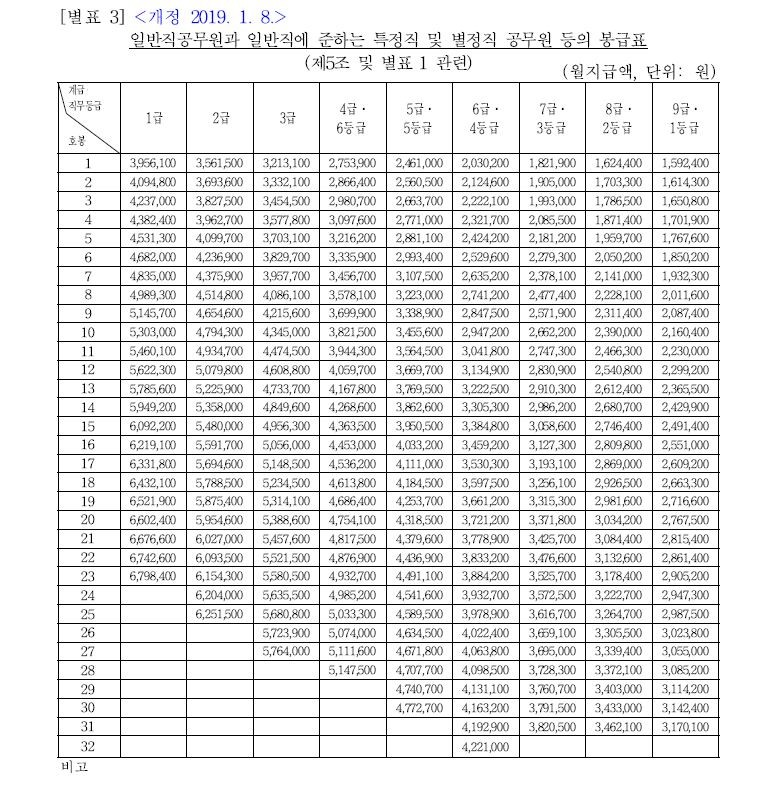 [별표 3] <개정 2019. 1. 8.>
일반직공무원과 일반직에 준하는 특정직 및 별정직 공무원 등의 봉급표
(제5조 및 별표 1 관련)
(월지급액, 단위: 원)
계급·직무등급 호봉 1급 2급 3급 4급·6등급 5급·5등급 6급·4등급 7급·3등급 8급·2등급 9급·1등급
1 3,956,100 3,561,500 3,213,100 2,753,900 2,461,000 2,030,200 1,821,900 1,624,400 1,592,400
2 4,094,800 3,693,600 3,332,100 2,866,400 2,560,500 2,124,600 1,905,000 1,703,300 1,614,300
3 4,237,000 3,827,500 3,454,500 2,980,700 2,663,700 2,222,100 1,993,000 1,786,500 1,650,800
4 4,382,400 3,962,700 3,577,800 3,097,600 2,771,000 2,321,700 2,085,500 1,871,400 1,701,900
5 4,531,300 4,099,700 3,703,100 3,216,200 2,881,100 2,424,200 2,181,200 1,959,700 1,767,600
6 4,682,000 4,236,900 3,829,700 3,335,900 2,993,400 2,529,600 2,279,300 2,050,200 1,850,200
7 4,835,000 4,375,900 3,957,700 3,456,700 3,107,500 2,635,200 2,378,100 2,141,000 1,932,300
8 4,989,300 4,514,800 4,086,100 3,578,100 3,223,000 2,741,200 2,477,400 2,228,100 2,011,600
9 5,145,700 4,654,600 4,215,600 3,699,900 3,338,900 2,847,500 2,571,900 2,311,400 2,087,400
10 5,303,000 4,794,300 4,345,000 3,821,500 3,455,600 2,947,200 2,662,200 2,390,000 2,160,400
11 5,460,100 4,934,700 4,474,500 3,944,300 3,564,500 3,041,800 2,747,300 2,466,300 2,230,000
12 5,622,300 5,079,800 4,608,800 4,059,700 3,669,700 3,134,900 2,830,900 2,540,800 2,299,200
13 5,785,600 5,225,900 4,733,700 4,167,800 3,769,500 3,222,500 2,910,300 2,612,400 2,365,500
14 5,949,200 5,358,000 4,849,600 4,268,600 3,862,600 3,305,300 2,986,200 2,680,700 2,429,900
15 6,092,200 5,480,000 4,956,300 4,363,500 3,950,500 3,384,800 3,058,600 2,746,400 2,491,400
16 6,219,100 5,591,700 5,056,000 4,453,000 4,033,200 3,459,200 3,127,300 2,809,800 2,551,000
17 6,331,800 5,694,600 5,148,500 4,536,200 4,111,000 3,530,300 3,193,100 2,869,000 2,609,200
18 6,432,100 5,788,500 5,234,500 4,613,800 4,184,500 3,597,500 3,256,100 2,926,500 2,663,300
19 6,521,900 5,875,400 5,314,100 4,686,400 4,253,700 3,661,200 3,315,300 2,981,600 2,716,600
20 6,602,400 5,954,600 5,388,600 4,754,100 4,318,500 3,721,200 3,371,800 3,034,200 2,767,500
21 6,676,600 6,027,000 5,457,600 4,817,500 4,379,600 3,778,900 3,425,700 3,084,400 2,815,400
22 6,742,600 6,093,500 5,521,500 4,876,900 4,436,900 3,833,200 3,476,600 3,132,600 2,861,400
23 6,798,400 6,154,300 5,580,500 4,932,700 4,491,100 3,884,200 3,525,700 3,178,400 2,905,200
24 6,204,000 5,635,500 4,985,200 4,541,600 3,932,700 3,572,500 3,222,700 2,947,300
25 6,251,500 5,680,800 5,033,300 4,589,500 3,978,900 3,616,700 3,264,700 2,987,500
26 5,723,900 5,074,000 4,634,500 4,022,400 3,659,100 3,305,500 3,023,800
27 5,764,000 5,111,600 4,671,800 4,063,800 3,695,000 3,339,400 3,055,000
28 5,147,500 4,707,700 4,098,500 3,728,300 3,372,100 3,085,200
29 4,740,700 4,131,100 3,760,700 3,403,000 3,114,200
30 4,772,700 4,163,200 3,791,500 3,433,000 3,142,400
31 4,192,900 3,820,500 3,462,100 3,170,100
32 4,221,000
비고